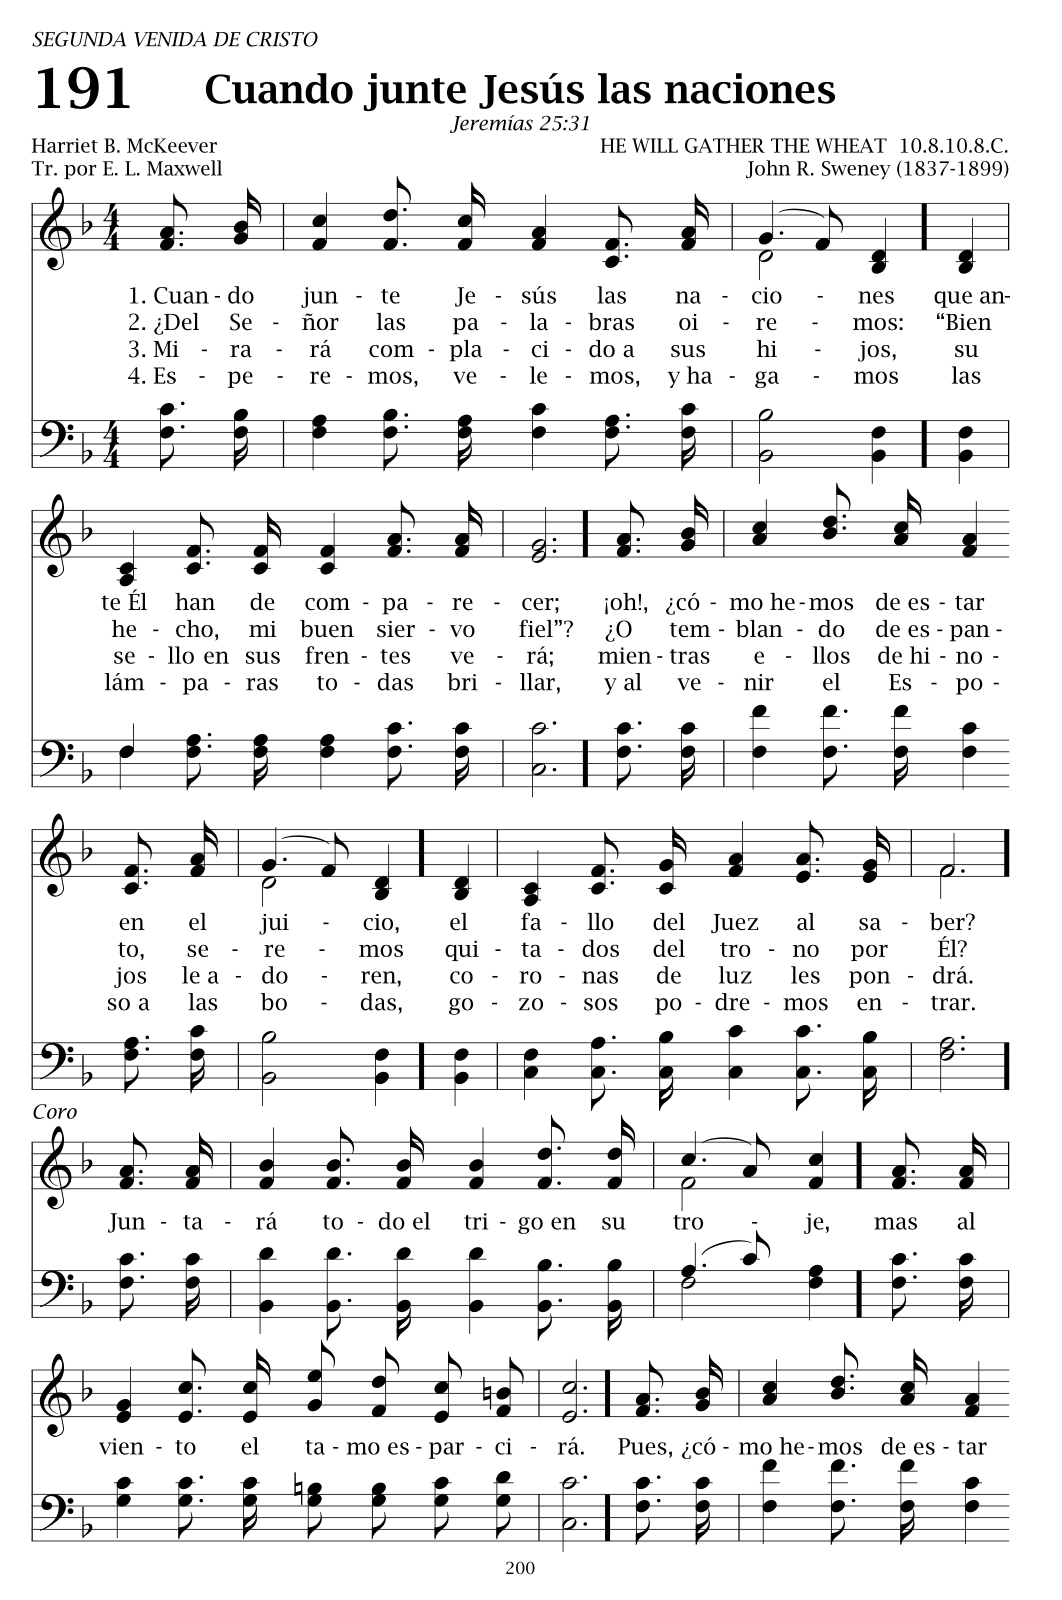 SEGUNDA VENIDA DE CRISTO
191 Cuando junte Jesús las naciones
Jeremías 25:31
Harriet B. McKeever HE WILL GATHER THE WHEAT 10.8.10.8.C.
Tr. por E. L. Maxwell John R. Sweney (1837-1899)
1. Cuan - do jun - te Je - sús las na - cio - nes que an-
2. ¿Del Se - ñor las pa - la - bras oi - re - mos: “Bien
3. Mi - ra - rá com - pla - ci - do a sus hi - jos, su
4. Es - pe - re - mos, ve - le - mos, y ha - ga - mos las
te Él han de com - pa - re - cer; ¡oh!, ¿có - mo he - mos de es - tar
he - cho, mi buen sier - vo fiel”? ¿O tem - blan - do de es - pan -
se - llo en sus fren - tes ve - rá; mien - tras e - llos de hi - no -
lám - pa - ras to - das bri - llar, y al ve - nir el Es - po -
en el jui - cio, el fa - llo del Juez al sa - ber?
to, se - re - mos qui - ta - dos del tro - no por Él?
jos le a - do - ren, co - ro - nas de luz les pon - drá.
so a las bo - das, go - zo - sos po - dre - mos en - trar.
Coro
Jun - ta - rá to - do el tri - go en su tro - je, mas al
vien - to el ta - mo es - par - ci - rá. Pues, ¿có - mo he - mos de es - tar
200